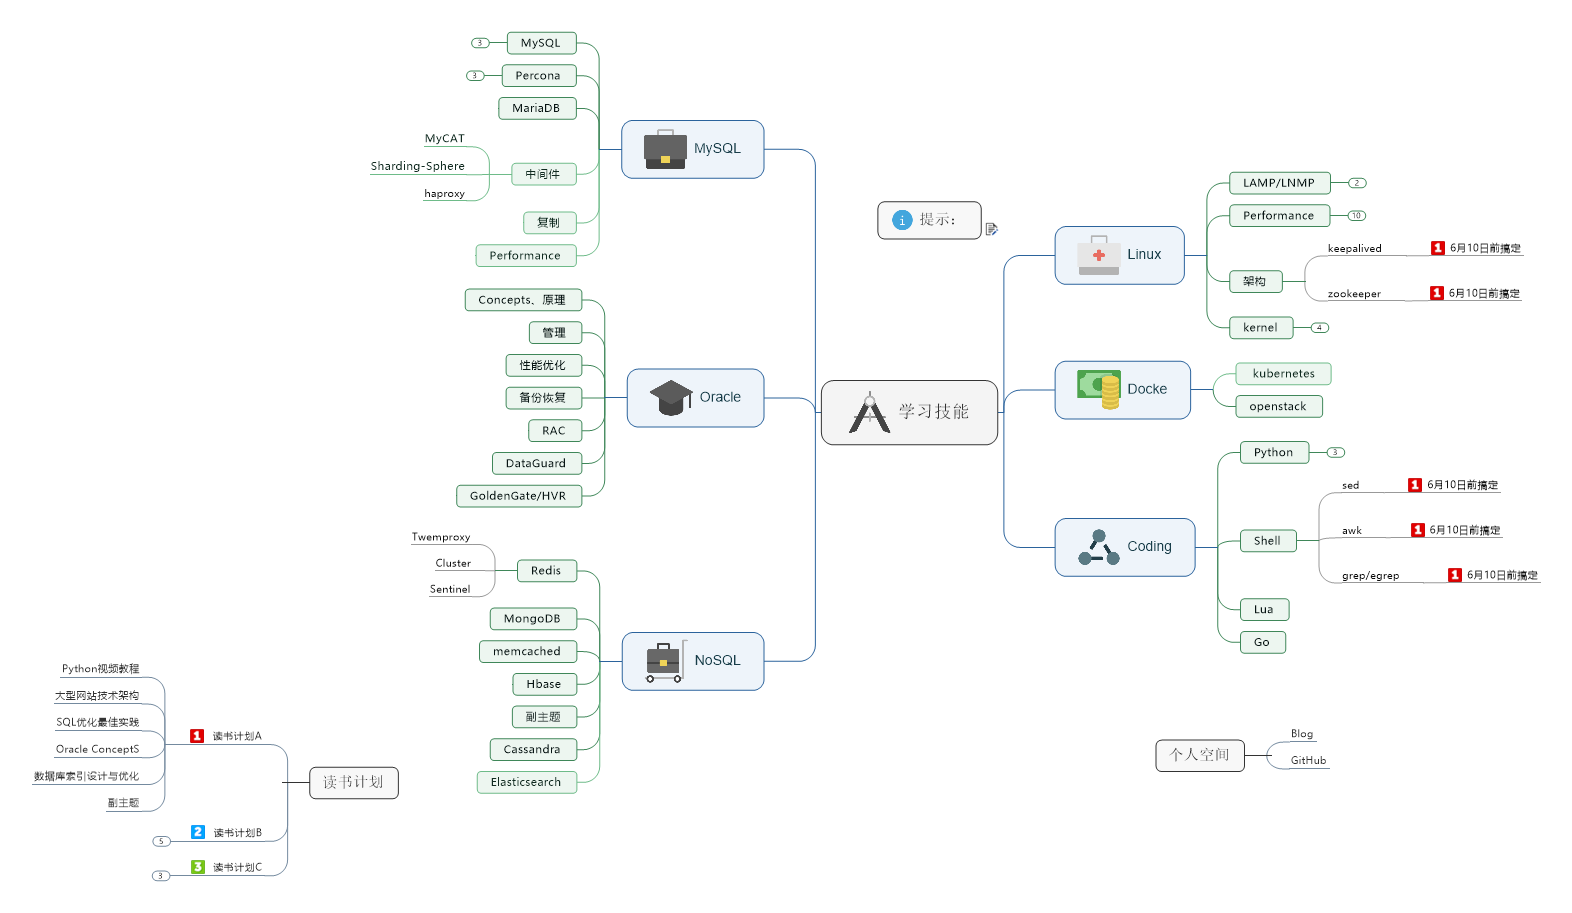 学习技能
MySQL
MySQL
3
Percona
3
MariaDB
中间件
MyCAT
Sharding-Sphere
haproxy
复制
Performance
Oracle
Concepts、原理
管理
性能优化
备份恢复
RAC
DataGuard
GoldenGate/HVR
NoSQL
Redis
Twemproxy
Cluster
Sentinel
MongoDB
memcached
Hbase
副主题
Cassandra
Elasticsearch
提示：
Linux
LAMP/LNMP
2
Performance
10
架构
keepalived
1 6月10日前搞定
zookeeper
1 6月10日前搞定
kernel
4
Docke
kubernetes
openstack
Coding
Python
3
Shell
sed
1 6月10日前搞定
awk
1 6月10日前搞定
grep/egrep
1 6月10日前搞定
Lua
Go
读书计划
1 读书计划A
Python视频教程
大型网站技术架构
SQL优化最佳实践
Oracle ConceptS
数据库索引设计与优化
副主题
2 读书计划B
5
3 读书计划C
3
个人空间
Blog
GitHub